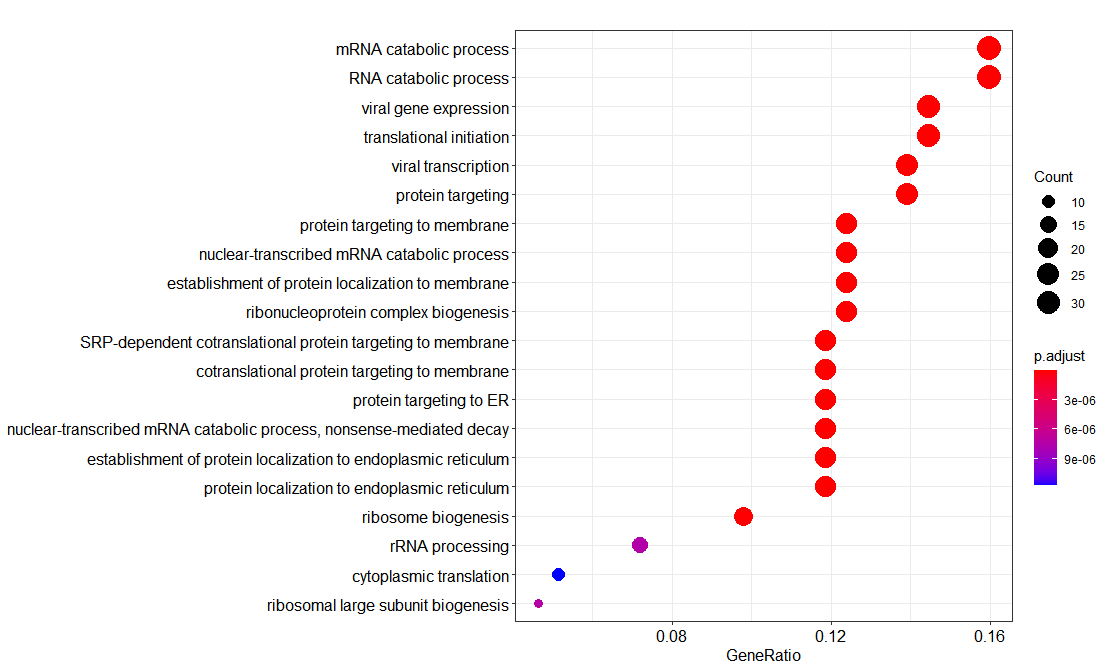 mRNA catabolic process
RNA catabolic process
viral gene expression
translational initiation
viral transcription
protein targeting
protein targeting to membrane
nuclear-transcribed mRNA catabolic process
establishment of protein localization to membrane
ribonucleoprotein complex biogenesis
SRP-dependent cotranslational protein targeting to membrane
cotranslational protein targeting to membrane
protein targeting to ER
nuclear-transcribed mRNA catabolic process, nonsense-mediated decay
establishment of protein localization to endoplasmic reticulum
protein localization to endoplasmic reticulum
ribosome biogenesis
rRNA processing
cytoplasmic translation
ribosomal large subunit biogenesis
0.08 0.12 0.16
GeneRatio
Count
10
15
20
25
30
p.adjust
3e-06
6e-06
9e-06